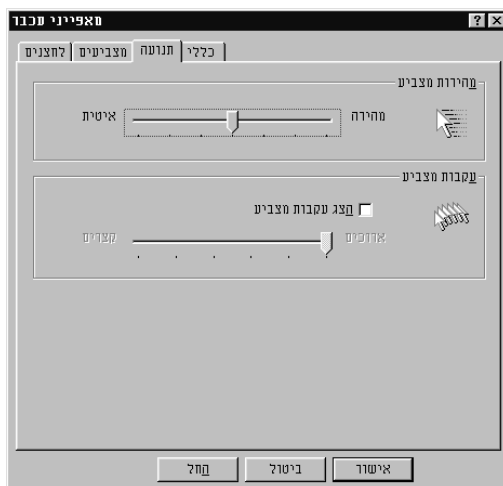 מאפייני עכבר
לחצנים
מצביעים
תנועה
כללי
מהירות מצביע
מהירה
איטית
עקבות מצביע
הצג עקבות מצביע
ארוכים
קצרים
אישור
ביטול
החל